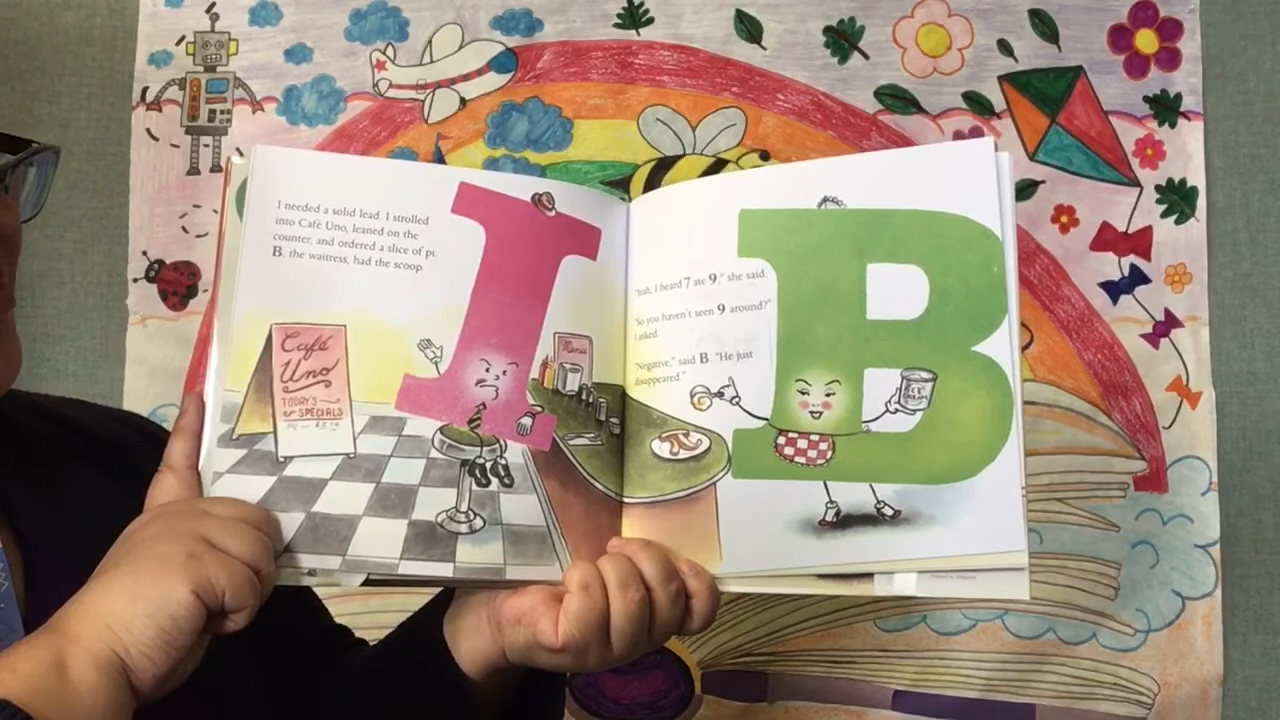 I needed a solid lead. I strolled
into Café Uno, leaned on the
counter, and ordered a slice of pi.
B, the waitress, had the scoop.
Café
Uno
TODAY'S
SPECIALS
Menu
I
"Yeah, I heard 7 ate 9," she said.
"So you haven't seen 9 around?"
I asked.
"Negative," said B. "He just
disappeared."
B
ICE
CREAM